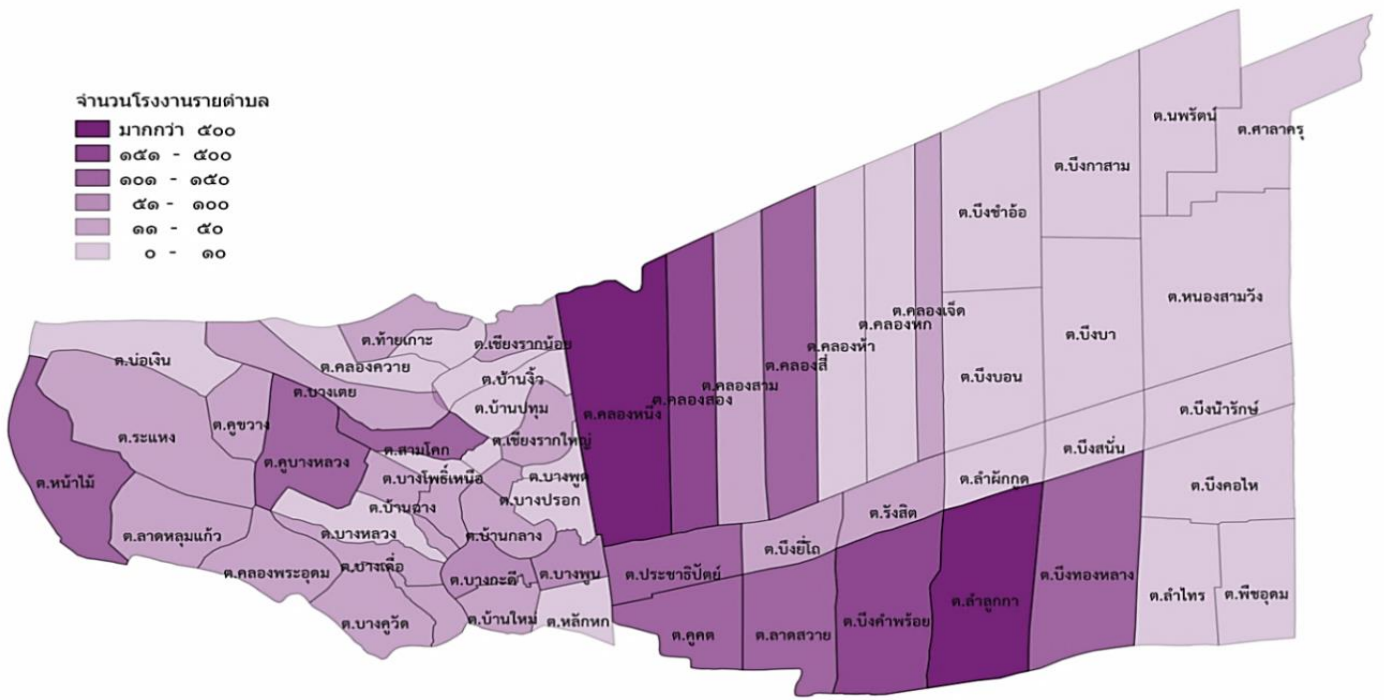 จำนวนโรงงานรายตำบล
มากกว่า ๕๐๐
๑๕๑ - ๕๐๐
๑๐๑ - ๑๕๐
๕๑ - ๑๐๐
๑๑ - ๕๐
๐ - ๑๐
ต.นพรัตน์
ต.ศาลาครุ
ต.บึงกาสาม
ต.บึงชำอ้อ
ต.หนองสามวัง
ต.คลองเจ็ด
ต.คลองหก
ต.บึงบา
ต.ท้ายเกาะ
ต.เชียงรากน้อย
ต.คลองห้า
ต.บ่อเงิน
ต.คลองควาย
ต.คลองสี่
ต.บ้านงิ้ว
ต.บึงบอน
ต.บางเตย
ต.คลองสาม
ต.คลองสอง
ต.บ้านปทุม
ต.คลองหนึ่ง
ต.บึงน้ำรักษ์
ต.คูขวาง
ต.ระแหง
ต.เชียงรากใหญ่
ต.สามโคก
ต.บึงสนั่น
ต.คูบางหลวง
ต.บางโพธิ์เหนือ
ต.บางพูด
ต.ลำผักกูด
ต.หน้าไม้
ต.บึงคอไห
ต.บางปรอก
ต.บ้านฉาง
ต.รังสิต
ต.บางหลวง
ต.บ้านกลาง
ต.ลาดหลุมแก้ว
ต.บึงยี่โถ
ต.บางเดื่อ
ต.คลองพระอุดม
ต.บางกะดี
ต.บางพูน
ต.ประชาธิปัตย์
ต.บึงทองหลาง
ต.ลำไทร
ต.พืชอุดม
ต.ลำลูกกา
ต.บางคูวัด
ต.บ้านใหม่
ต.หลักหก
ต.บึงคำพร้อย
ต.คูคต
ต.ลาดสวาย